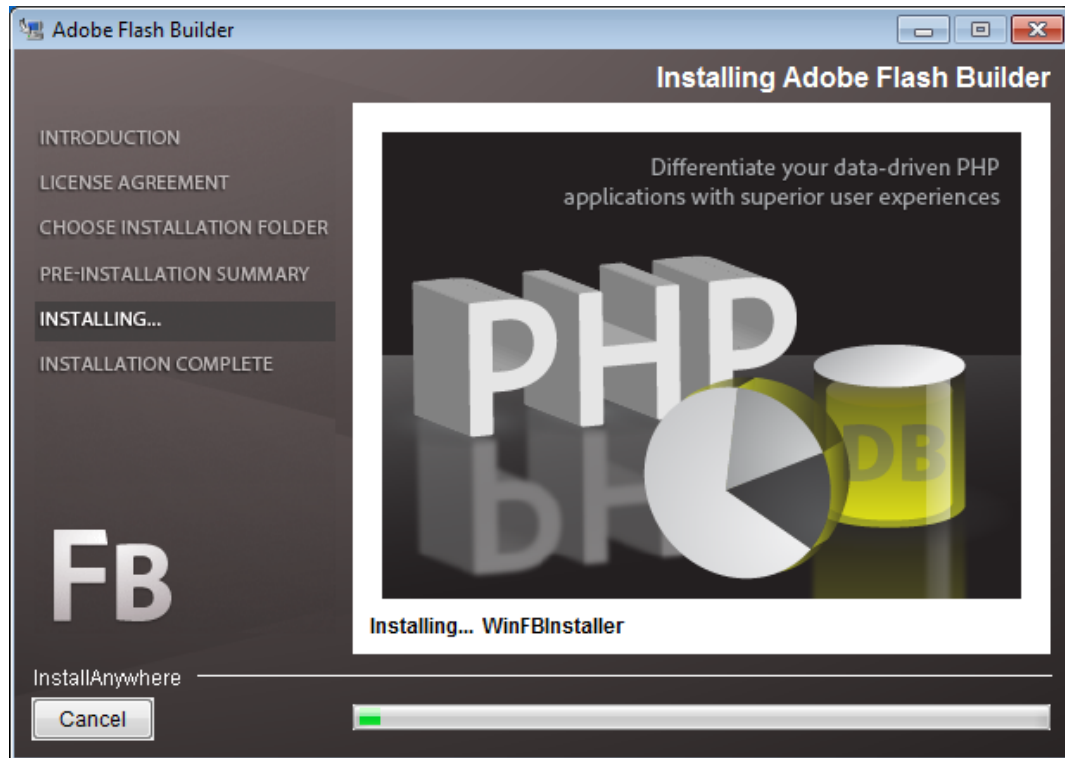 Adobe Flash Builder
Installing Adobe Flash Builder
INTRODUCTION
LICENSE AGREEMENT
CHOOSE INSTALLATION FOLDER
PRE-INSTALLATION SUMMARY
INSTALLING...
INSTALLATION COMPLETE
Differentiate your data-driven PHP
applications with superior user experiences
PHP
DB
FB
Installing... WinFBInstaller
InstallAnywhere
Cancel